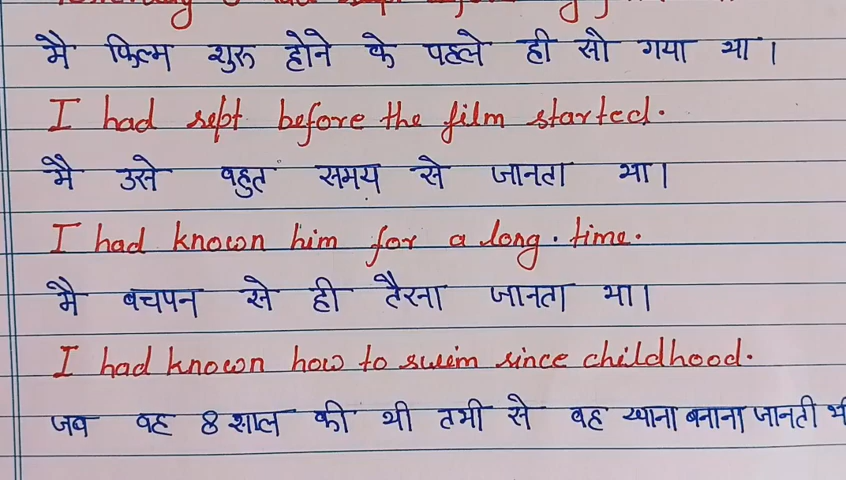 मै फिल्म शुरु होने के पहले ही सो गया था।
I had sept before the film started.
मै उसे बहुत समय से जानता था।
I had known him for a long. time.
मै बचपन से ही तैरना जानता था।
I had known how to swim since childhood.
जब वह 8 शाल की थी तभी से वह खाना बनाना जानती थी